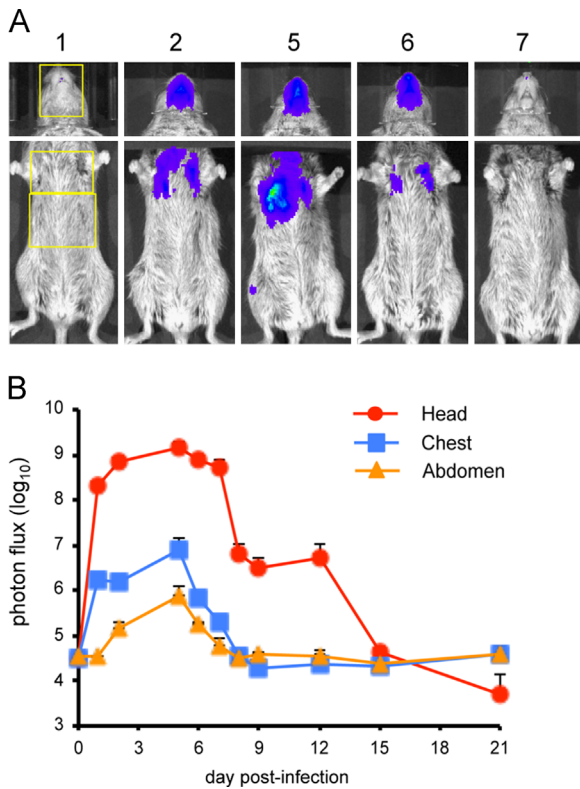 A
1 2 5 6 7
B
10
9
8
7
6
5
4
3
photon flux (log10)
Head
Chest
Abdomen
0 3 6 9 12 15 18 21
day post-infection